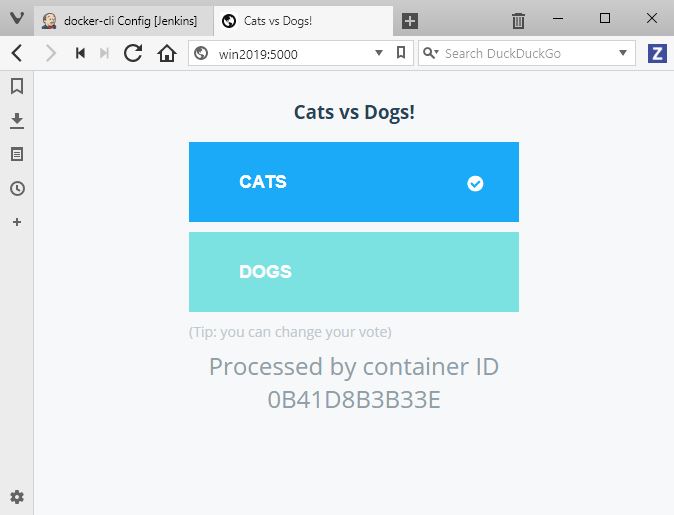 docker-cli Config [Jenkins]
Cats vs Dogs!
win2019:5000
Search DuckDuckGo
Z
Cats vs Dogs!
CATS
DOGS
(Tip: you can change your vote)
Processed by container ID
0B41D8B3B33E